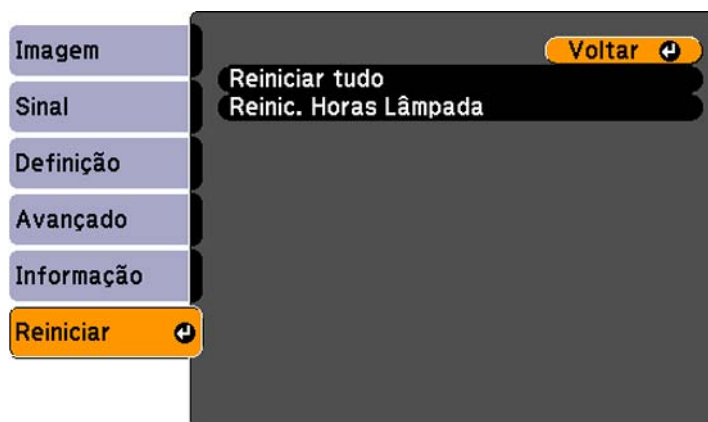 Imagem
Sinal
Definição
Avançado
Informação
Reiniciar
Voltar
Reiniciar tudo
Reinic. Horas Lâmpada